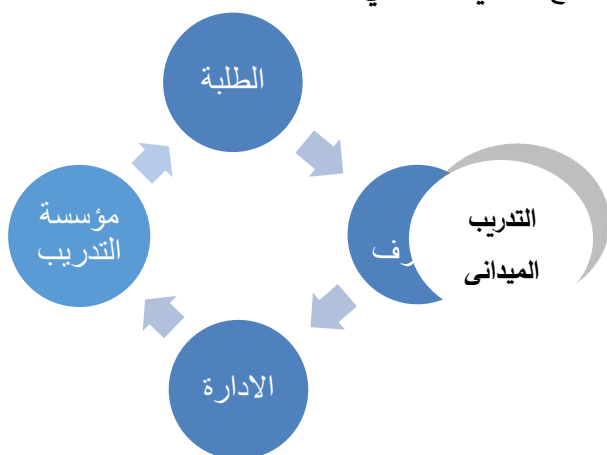 الطلبة
التدريب
الميدانى
مؤسسة
التدريب
الادارة